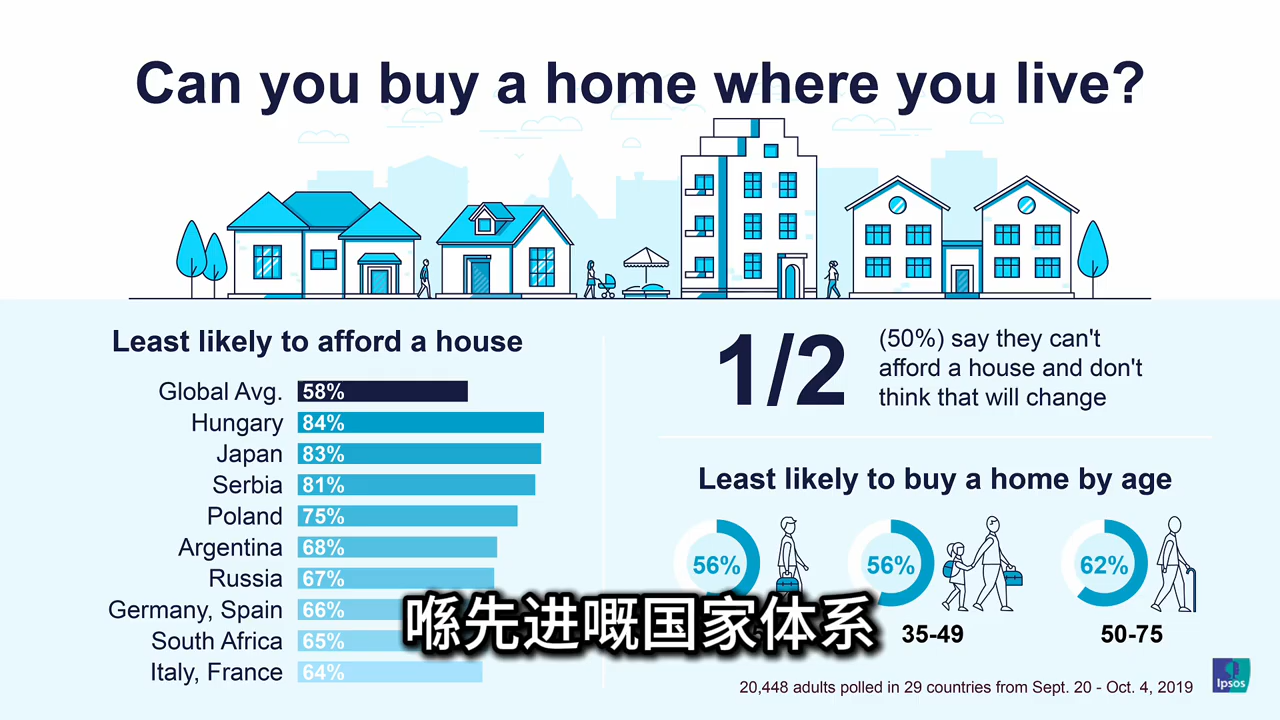 Can you buy a home where you live?
Least likely to afford a house
Global Avg. 58%
Hungary 84%
Japan 83%
Serbia 81%
Poland 75%
Argentina 68%
Russia 67%
Germany, Spain 66%
South Africa 65%
Italy, France 64%
1/2
(50%) say they can't
afford a house and don't
think that will change
Least likely to buy a home by age
56% 56% 62%
35-49 50-75
喺先进嘅国家体系
20,448 adults polled in 29 countries from Sept. 20 - Oct. 4, 2019
Ipsos